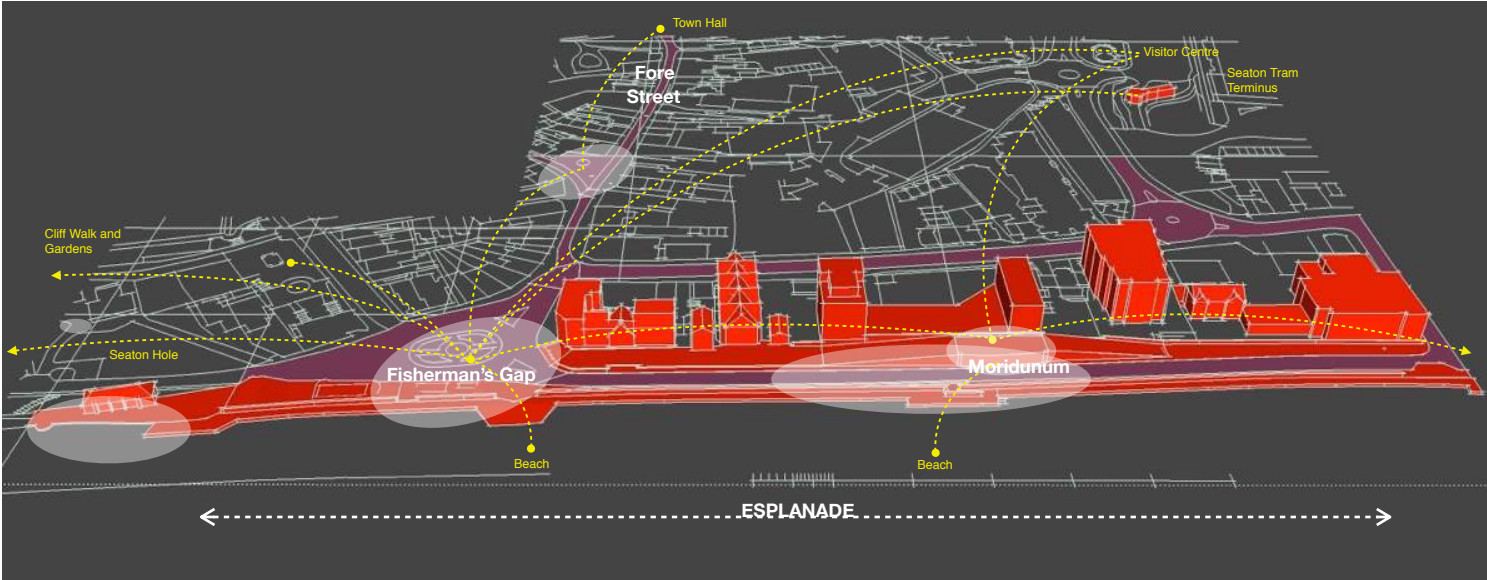 Town Hall
Visitor Centre
Fore
Street
Seaton Tram
Terminus
Cliff Walk and
Gardens
Seaton Hole
Fisherman's Gap
Moridunum
Beach
Beach
ESPLANADE